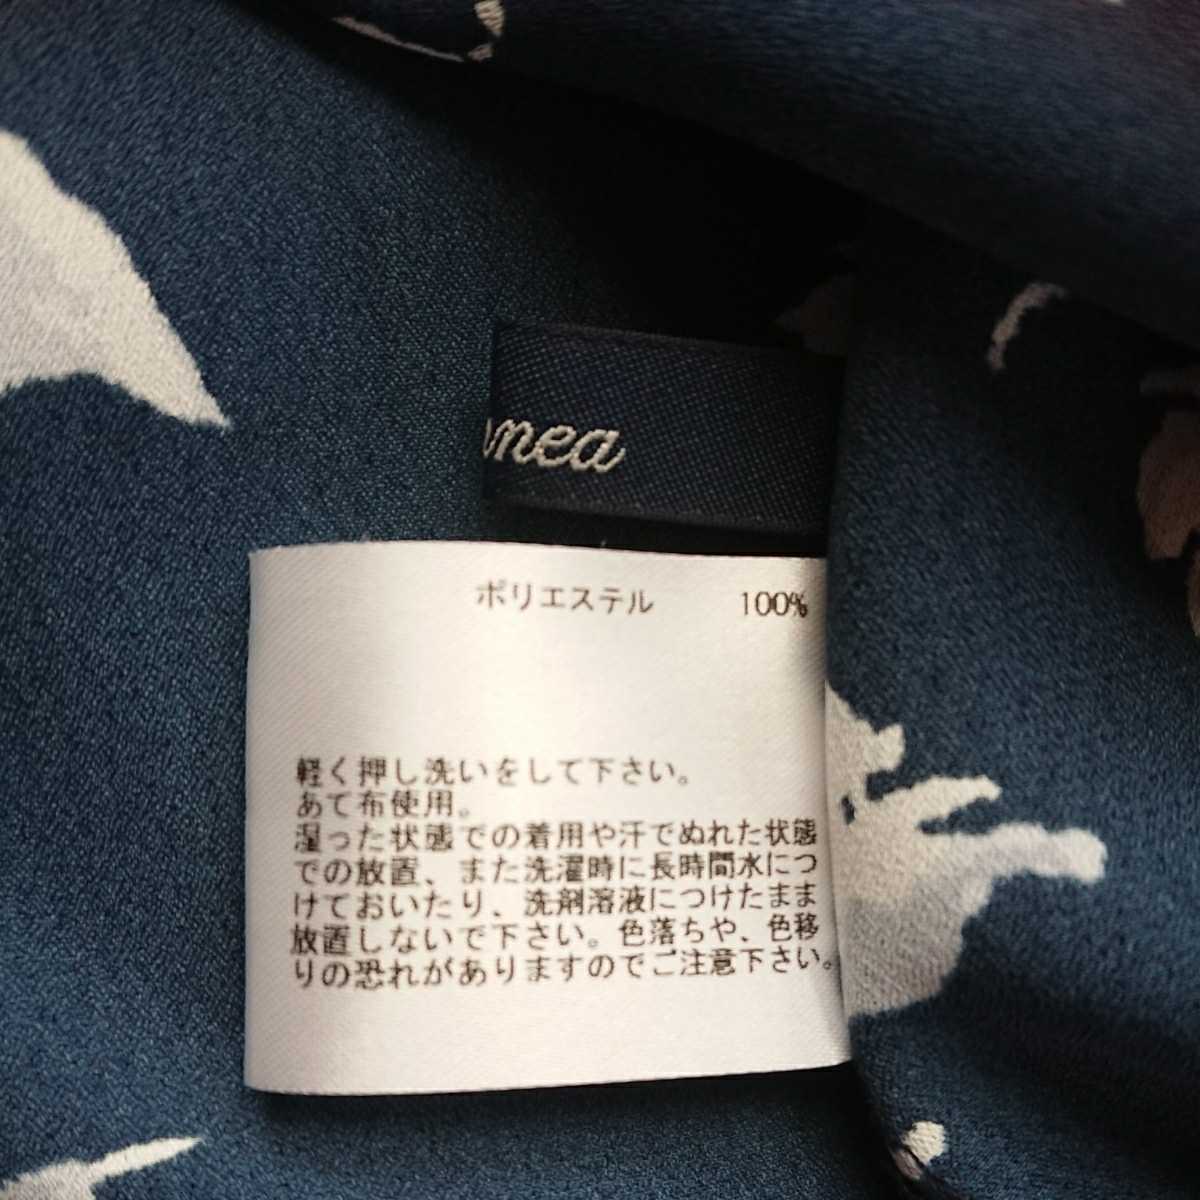 ポリエステル 100%
軽く押し洗いをして下さい。
あて布使用。
湿った状態での着用や汗でぬれた状態
での放置、また洗濯時に長時間水につ
けておいたり、洗剤溶液につけたまま
放置しないで下さい。色落ちや、色移
りの恐れがありますのでご注意下さい。